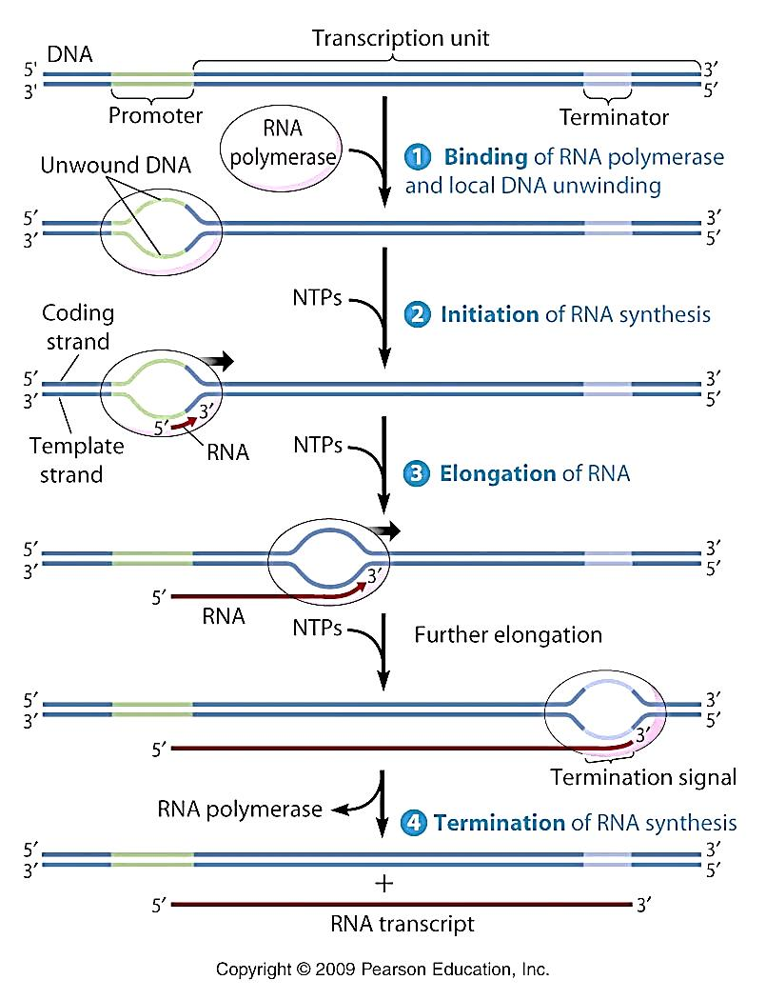 Transcription unit
DNA
5' 3′
3' 5′
Promoter
Terminator
RNA
polymerase
1 Binding of RNA polymerase
and local DNA unwinding
Unwound DNA
5′ 3′
3′ 5′
NTPs
2 Initiation of RNA synthesis
Coding
strand
5′ 3′
3′ 5′
5′ 3′
RNA
Template
strand
NTPs
3 Elongation of RNA
5′ 3′
3′ 5′
5′ 3′
RNA
NTPs
Further elongation
5′ 3′
3′ 5′
5′ 3′
Termination signal
RNA polymerase
4 Termination of RNA synthesis
5′ 3′
3′ 5′
+
5′ 3′
RNA transcript
Copyright © 2009 Pearson Education, Inc.